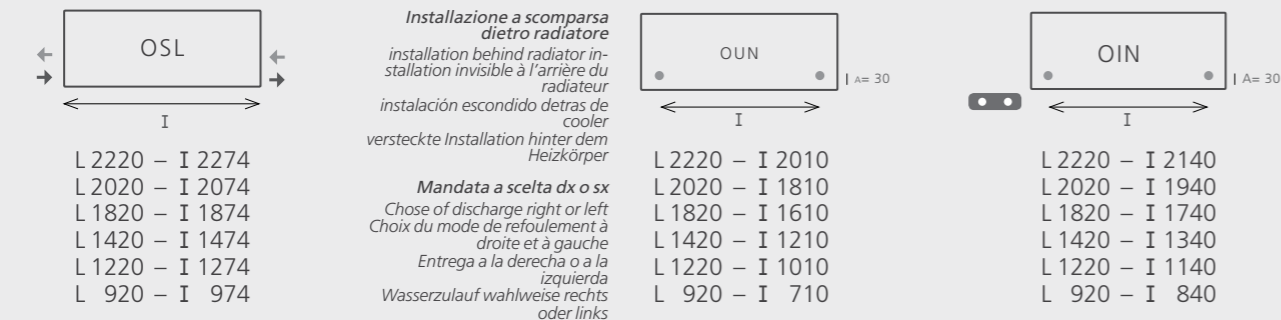 OSL
I
L 2220 – I 2274
L 2020 – I 2074
L 1820 – I 1874
L 1420 – I 1474
L 1220 – I 1274
L 920 – I 974
Installazione a scomparsa
dietro radiatore
installation behind radiator in-
stallation invisible à l'arrière du
radiateur
instalación escondido detras de
cooler
versteckte Installation hinter dem
Heizkörper
Mandata a scelta dx o sx
Chose of discharge right or left
Choix du mode de refoulement à
droite et à gauche
Entrega a la derecha o a la
izquierda
Wasserzulauf wahlweise rechts
oder links
OUN
A= 30
I
L 2220 – I 2010
L 2020 – I 1810
L 1820 – I 1610
L 1420 – I 1210
L 1220 – I 1010
L 920 – I 710
OIN
A= 30
I
L 2220 – I 2140
L 2020 – I 1940
L 1820 – I 1740
L 1420 – I 1340
L 1220 – I 1140
L 920 – I 840